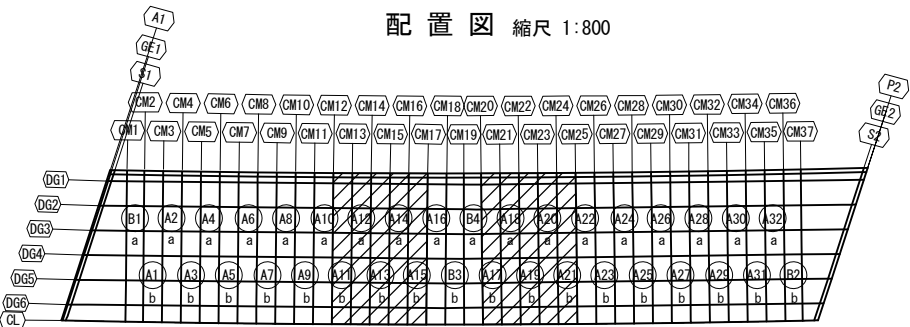 配置図 縮尺 1:800
A1
GE1
S1
P2
GE2
S2
CM2 CM4 CM6 CM8 CM10 CM12 CM14 CM16 CM18 CM20 CM22 CM24 CM26 CM28 CM30 CM32 CM34 CM36
CM1 CM3 CM5 CM7 CM9 CM11 CM13 CM15 CM17 CM19 CM21 CM23 CM25 CM27 CM29 CM31 CM33 CM35 CM37
DG1
DG2
B1 A2 A4 A6 A8 A10 A12 A14 A16 B4 A18 A20 A22 A24 A26 A28 A30 A32
DG3
a a a a a a a a a a a a a a a a a a
DG4
DG5
A1 A3 A5 A7 A9 A11 A13 A15 B3 A17 A19 A21 A23 A25 A27 A29 A31 B2
b b b b b b b b b b b b b b b b b b
DG6
CL